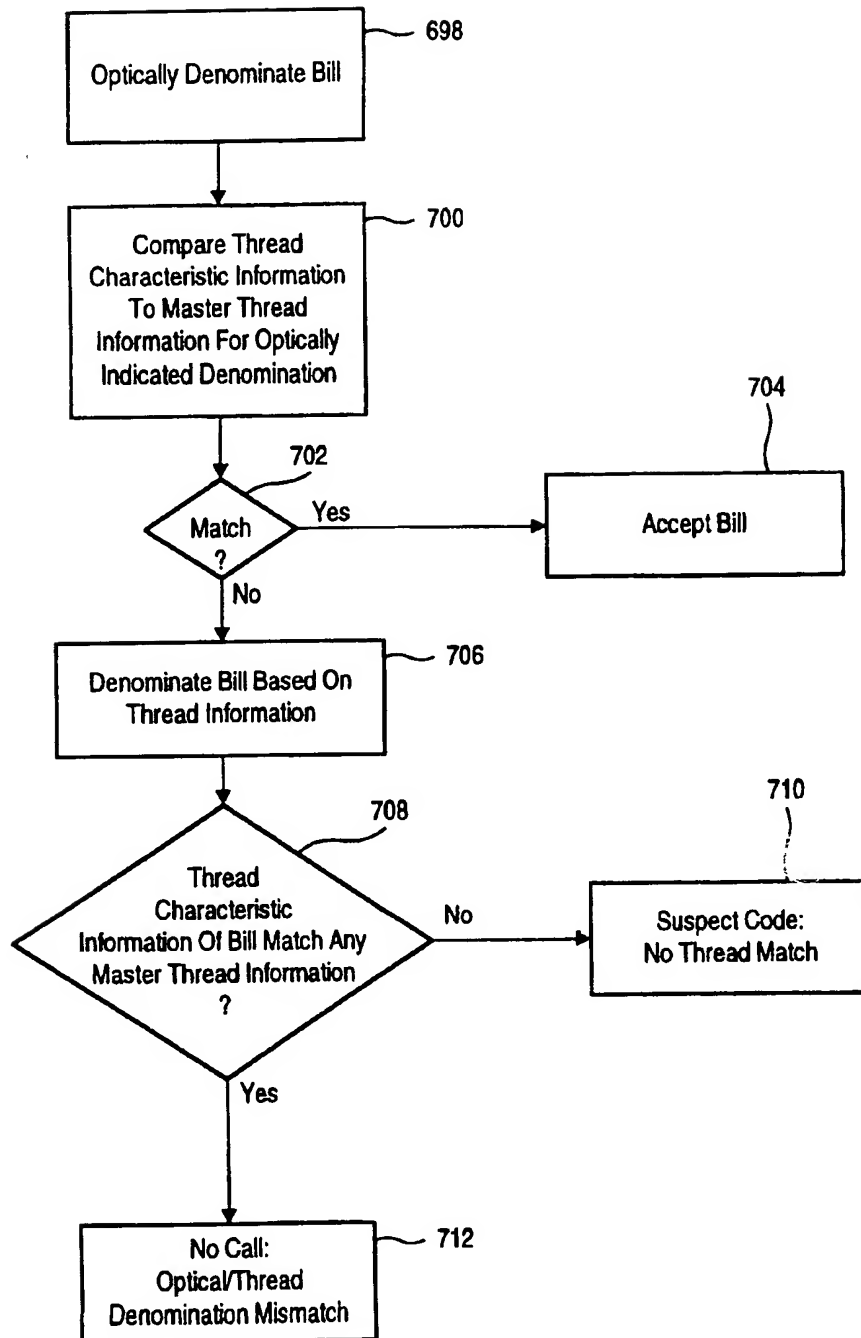 698
Optically Denominate Bill
700
Compare Thread
Characteristic Information
To Master Thread
Information For Optically
Indicated Denomination
702
Match
?
Yes
704
Accept Bill
No
706
Denominate Bill Based On
Thread Information
708
Thread
Characteristic
Information Of Bill Match Any
Master Thread Information
?
No
710
Suspect Code:
No Thread Match
Yes
712
No Call:
Optical/Thread
Denomination Mismatch